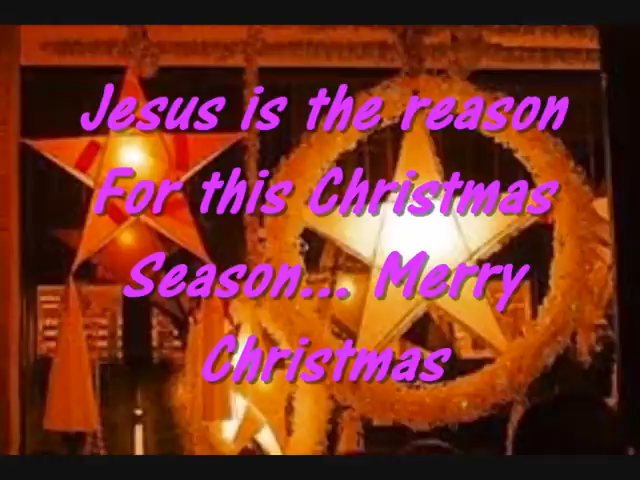 Jesus is the reason
For this Christmas
Season... Merry
Christmas